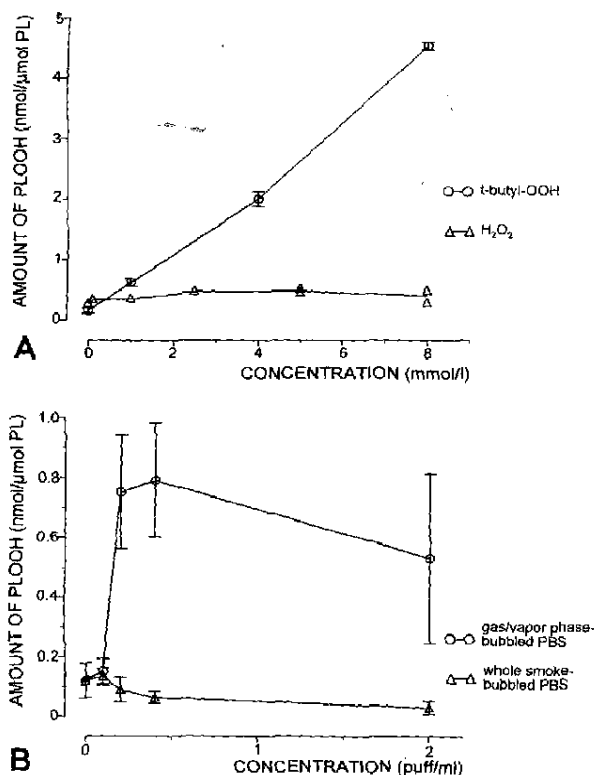 5
4
3
2
1
0
AMOUNT OF PLOOH (nmol/µmol PL)
t-butyl-OOH
H₂O₂
A
0 2 4 6 8
CONCENTRATION (mmol/l)
1.0
0.8
0.6
0.4
0.2
0
AMOUNT OF PLOOH (nmol/µmol PL)
gas/vapor phase-
bubbled PBS
whole smoke-
bubbled PBS
B
0 1 2
CONCENTRATION (puff/ml)